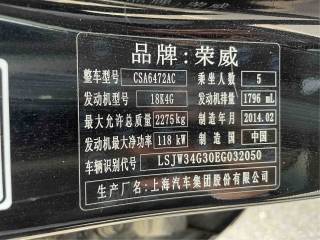 品牌:荣威
整车型号 CSA6472AC 乘坐人数 5
发动机型号 18K4G 发动机排量 1796 mL
最大允许总质量 2275kg 制造年月 2014.02
发动机最大净功率 118 kW 制造国 中国
车辆识别代号 LSJW34G30EG032050
生产厂名: 上海汽车集团股份有限公司